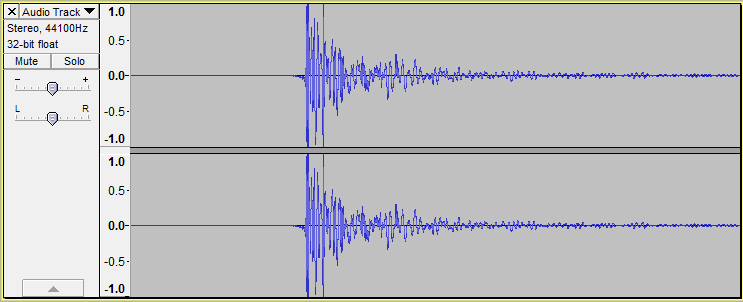 X Audio Track
Stereo, 44100Hz
32-bit float
Mute Solo
- +
L R
1.0
0.5-
0.0-
-0.5-
-1.0
1.0
0.5-
0.0-
-0.5-
-1.0